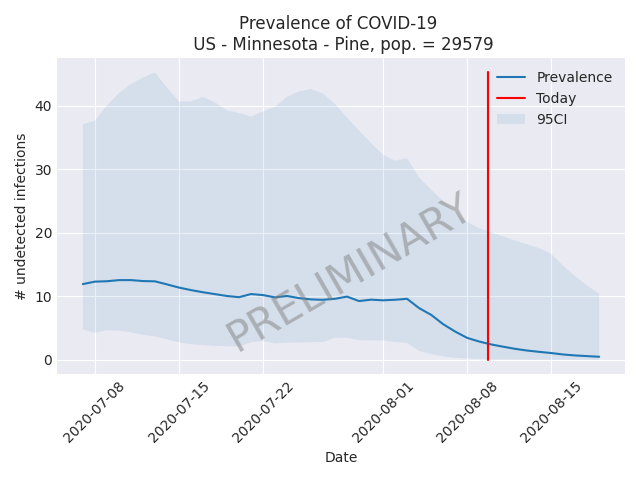 Prevalence of COVID-19
US - Minnesota - Pine, pop. = 29579
Prevalence
Today
95CI
# undetected infections
40
30
20
10
0
PRELIMINARY
2020-07-08
2020-07-15
2020-07-22
2020-08-01
2020-08-08
2020-08-15
Date